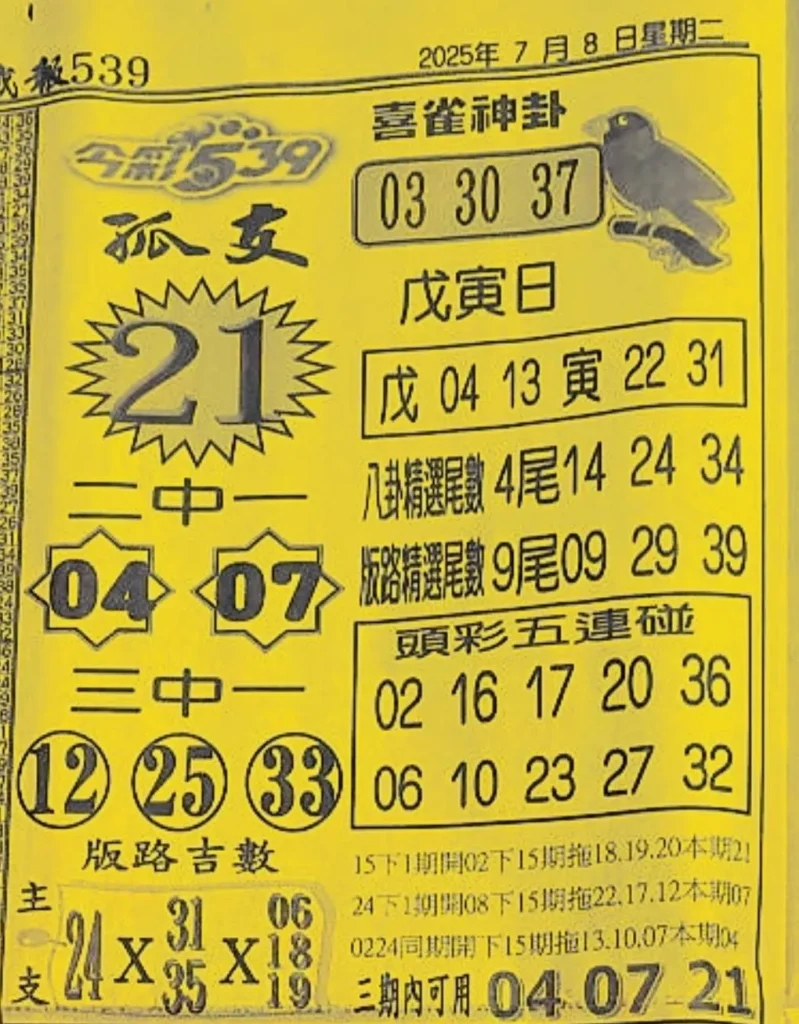 報539
2025年 7 月 8 日星期二
今彩539
孤支
21
二中一
04 07
三中一
12 25 33
版路吉數
主支
24 X 31 35 X 06 18 19
喜雀神卦
03 30 37
戊寅日
戊 04 13 寅 22 31
八卦精選尾數 4尾14 24 34
版路精選尾數 9尾09 29 39
頭彩五連碰
02 16 17 20 36
06 10 23 27 32
15下1期開02下15期拖18.19.20本期21
24下1期開08下15期拖22.17.12本期07
0224同期開下15期拖13.10.07本期04
三期內可用 04 07 21